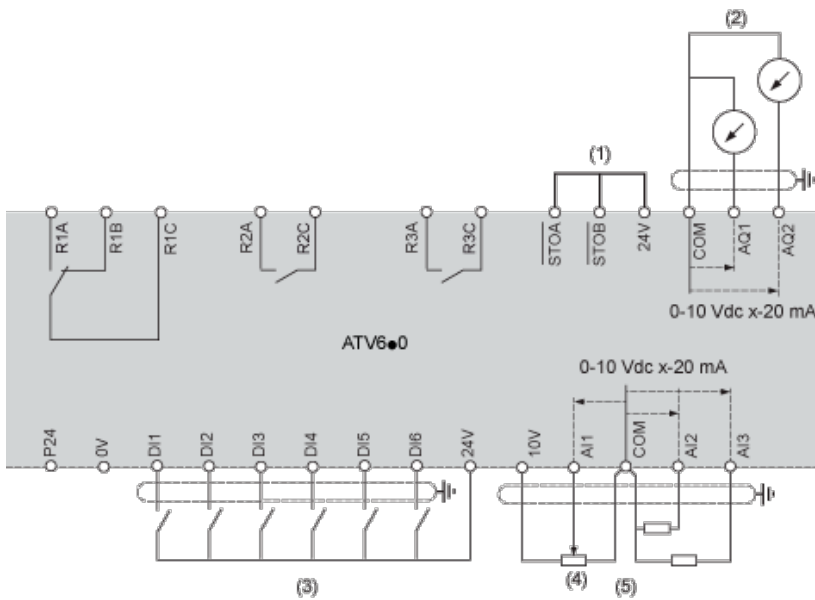 (2)
(1)
R1A R1B R1C R2A R2C R3A R3C STOA STOB 24V COM AQ1 AQ2
0-10 Vdc x-20 mA
ATV6●0
0-10 Vdc x-20 mA
P24 0V DI1 DI2 DI3 DI4 DI5 DI6 24V 10V AI1 COM AI2 AI3
(3) (4) (5)